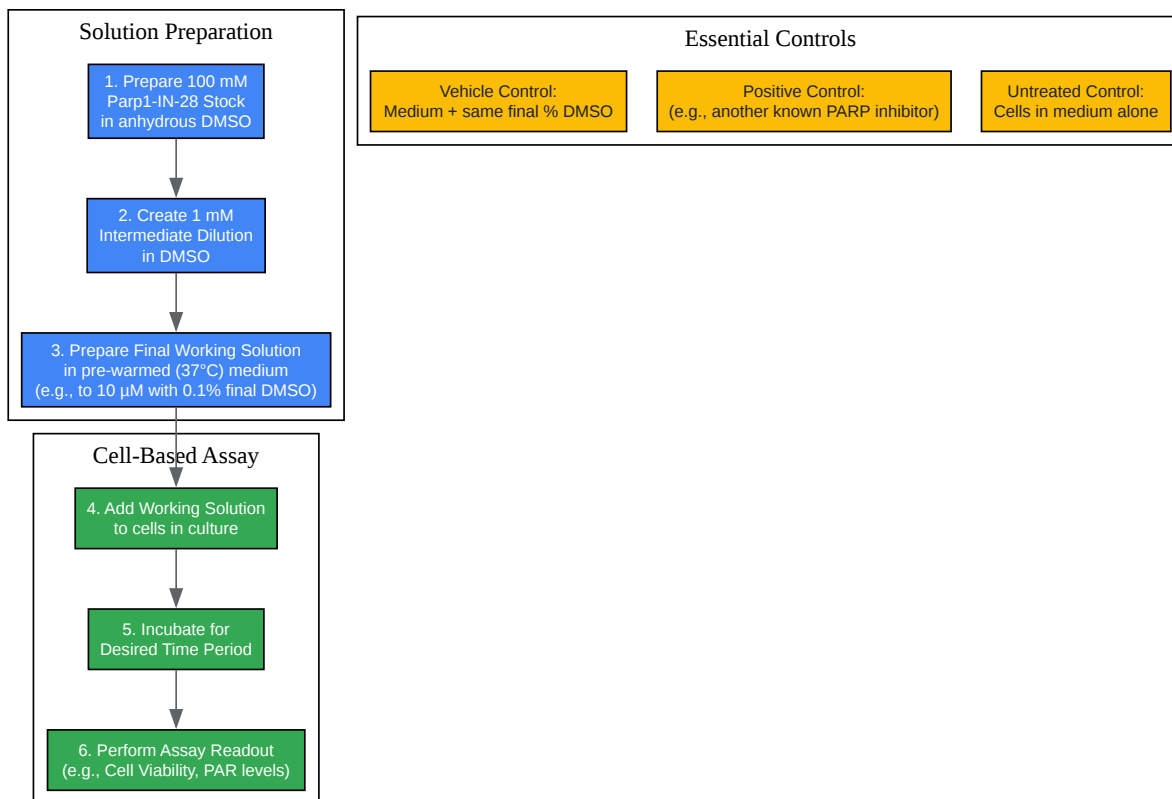 Solution Preparation
1. Prepare 100 mM
Parp1-IN-28 Stock
in anhydrous DMSO
2. Create 1 mM
Intermediate Dilution
in DMSO
3. Prepare Final Working Solution
in pre-warmed (37°C) medium
(e.g., to 10 µM with 0.1% final DMSO)
Cell-Based Assay
4. Add Working Solution
to cells in culture
5. Incubate for
Desired Time Period
6. Perform Assay Readout
(e.g., Cell Viability, PAR levels)
Essential Controls
Vehicle Control:
Medium + same final % DMSO
Positive Control:
(e.g., another known PARP inhibitor)
Untreated Control:
Cells in medium alone